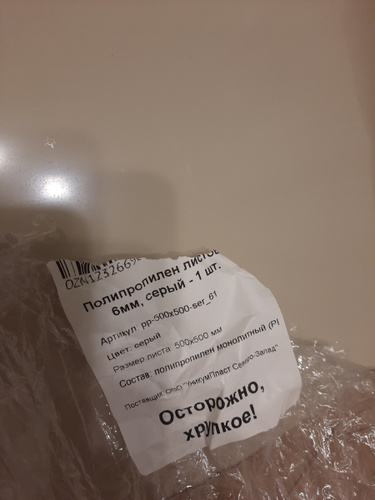 OZN1232669
Полипропилен листов
6мм, серый - 1 шт.
Артикул pp-500x500-ser_61
Цвет: серый
Размер листа 500x500 мм
Состав: полипропилен монолитный (P
Поставщик ООО "УникумПласт Северо-Запад"
Осторожно,
хрупкое!